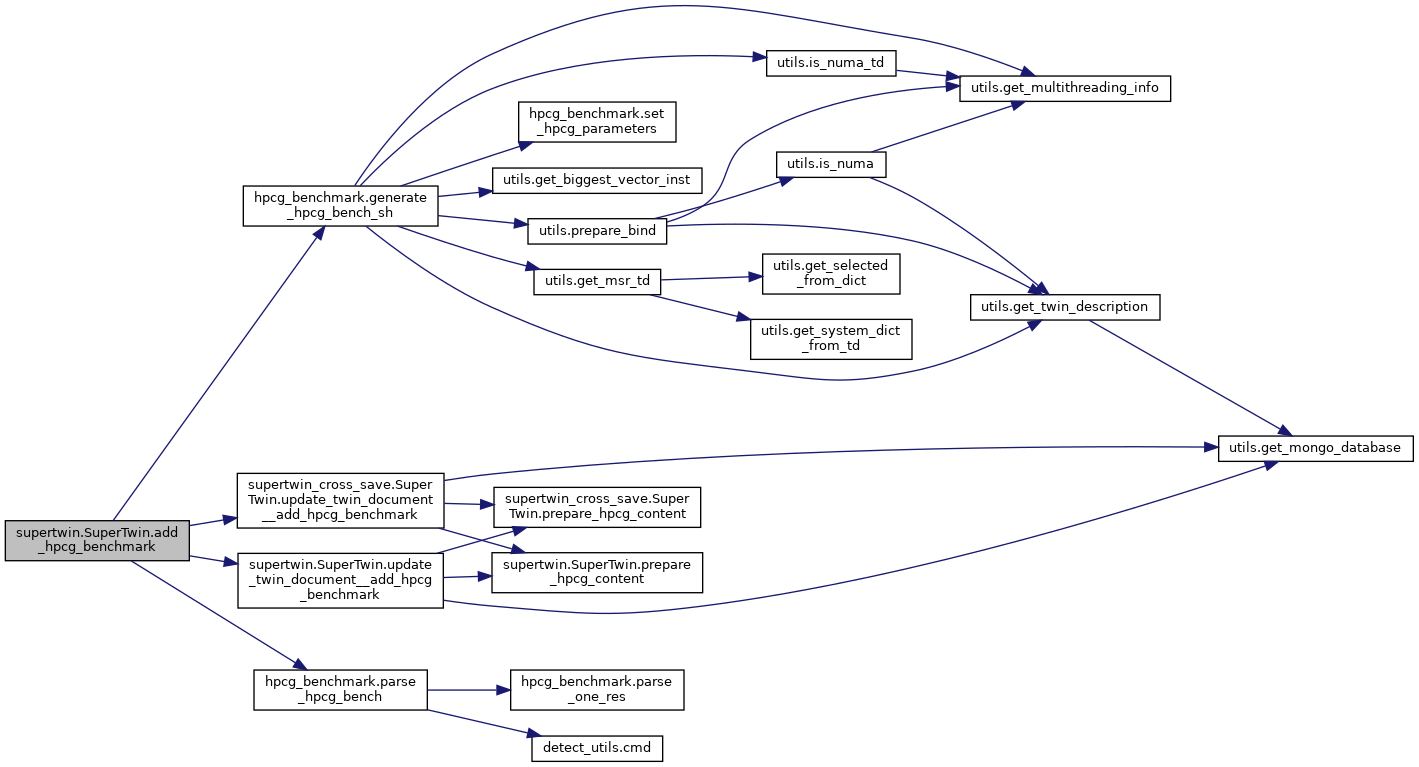 supertwin.SuperTwin.add
_hpcg_benchmark
hpcg_benchmark.generate
_hpcg_bench_sh
supertwin_cross_save.Super
Twin.update_twin_document
__add_hpcg_benchmark
supertwin.SuperTwin.update
_twin_document__add_hpcg
_benchmark
hpcg_benchmark.parse
_hpcg_bench
hpcg_benchmark.set
_hpcg_parameters
utils.get_biggest_vector_inst
utils.prepare_bind
utils.get_msr_td
supertwin_cross_save.Super
Twin.prepare_hpcg_content
supertwin.SuperTwin.prepare
_hpcg_content
hpcg_benchmark.parse
_one_res
detect_utils.cmd
utils.is_numa_td
utils.is_numa
utils.get_selected
_from_dict
utils.get_system_dict
_from_td
utils.get_multithreading_info
utils.get_twin_description
utils.get_mongo_database